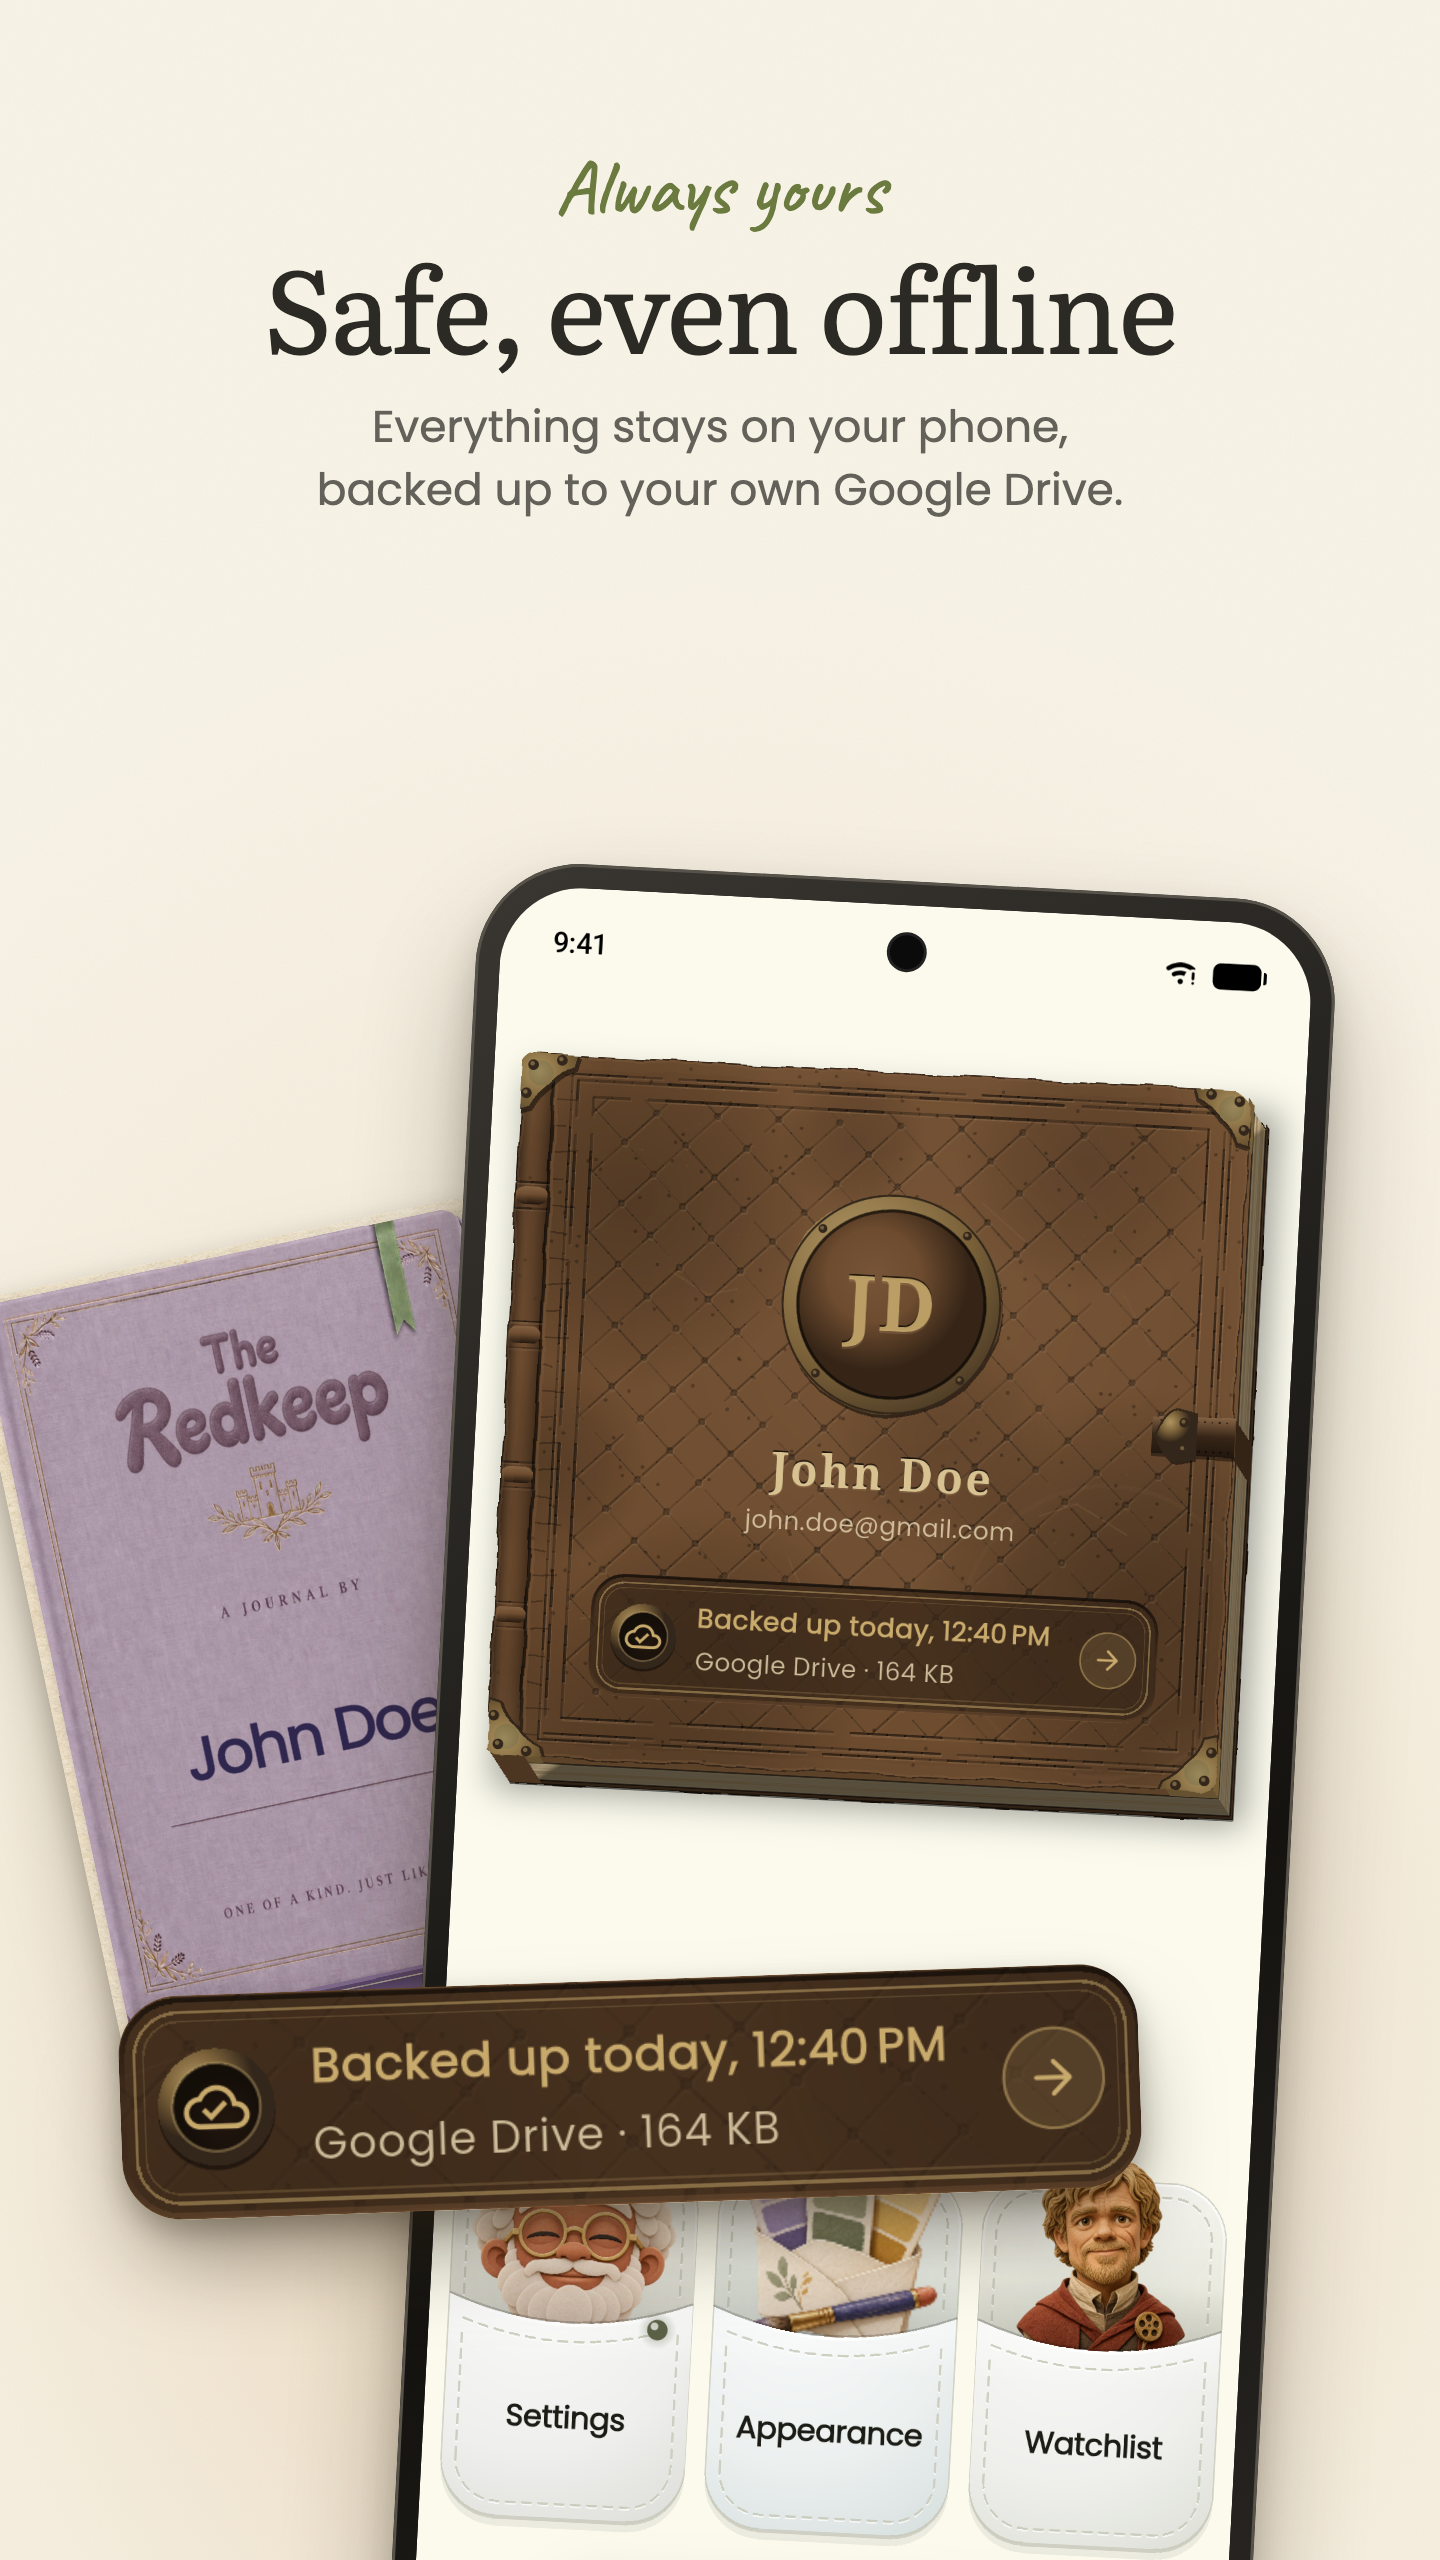 Always yours
Safe, even offline
Everything stays on your phone,
backed up to your own Google Drive.
9:41
JD
John Doe
john.doe@gmail.com
Backed up today, 12:40 PM
Google Drive · 164 KB
The
Redkeep
A JOURNAL BY
John Doe
ONE OF A KIND. JUST LIK
Backed up today, 12:40 PM
Google Drive · 164 KB
Settings
Appearance
Watchlist